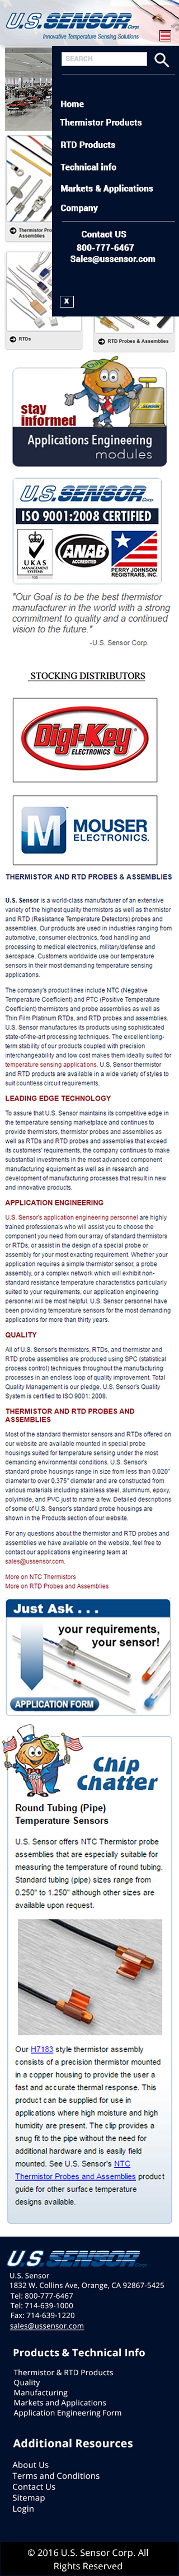 U.S. SENSOR Corp.
Innovative Temperature Sensing Solutions
SEARCH
Home
Thermistor Products
RTD Products
Technical info
Markets & Applications
Company
Contact US
800-777-6467
Sales@ussensor.com
X
Thermistor
Assemblies
RTDs
RTD Probes & Assemblies
stay
informed
Applications Engineering
modules
U.S. SENSOR Corp.
ISO 9001:2008 CERTIFIED
UKAS
MANAGEMENT
SYSTEMS
ANAB
ACCREDITED
PERRY JOHNSON
REGISTRARS, INC.
"Our Goal is to be the best thermistor
manufacturer in the world with a strong
commitment to quality and a continued
vision to the future."
-U.S. Sensor Corp.
STOCKING DISTRIBUTORS
Digi-Key
ELECTRONICS
M
MOUSER
ELECTRONICS.
THERMISTOR AND RTD PROBES & ASSEMBLIES
U.S. Sensor is a world-class manufacturer of an extensive
variety of the highest quality thermistors as well as thermistor
and RTD (Resistance Temperature Detectors) probes and
assemblies. Our products are used in industries ranging from
automotive, consumer electronics, food handling and
processing to medical electronics, military/defense and
aerospace. Customers worldwide use our temperature
sensors in their most demanding temperature sensing
applications.
The company's product lines include NTC (Negative
Temperature Coefficient) and PTC (Positive Temperature
Coefficient) thermistors and probe assemblies as well as
Thin Film Platinum RTDs, and RTD probes and assemblies.
U.S. Sensor manufactures its products using sophisticated
state-of-the-art processing techniques. The excellent long-
term stability of our products coupled with precision
interchangeability and low cost makes them ideally suited for
temperature sensing applications. U.S. Sensor thermistor
and RTD products are available in a wide variety of styles to
suit countless circuit requirements.
LEADING EDGE TECHNOLOGY
To assure that U.S. Sensor maintains its competitive edge in
the temperature sensing marketplace and continues to
provide thermistors, thermistor probes and assemblies as
well as RTDs and RTD probes and assemblies that exceed
its customers' requirements, the company continues to make
substantial investments in the most advanced component
manufacturing equipment as well as in research and
development of manufacturing processes that result in new
and innovative products.
APPLICATION ENGINEERING
U.S. Sensor's application engineering personnel are highly
trained professionals who will assist you to choose the
component you need from our array of standard thermistors
or RTDs, or assist in the design of a special probe or
assembly for your most exacting requirement. Whether your
application requires a simple thermistor sensor, a probe
assembly, or a complex network which will exhibit non-
standard resistance temperature characteristics particularly
suited to your requirements, our application engineering
personnel will be most helpful. U.S. Sensor personnel have
been providing temperature sensors for the most demanding
applications for more than thirty years.
QUALITY
All of U.S. Sensor's thermistors, RTDs, and thermistor and
RTD probe assemblies are produced using SPC (statistical
process control) techniques throughout the manufacturing
processes in an endless loop of quality improvement. Total
Quality Management is our pledge. U.S. Sensor's Quality
System is certified to ISO 9001: 2008.
THERMISTOR AND RTD PROBES AND
ASSEMBLIES
Most of the standard thermistor sensors and RTDs offered on
our website are available mounted in special probe
housings suited for temperature sensing under the most
demanding environmental conditions. U.S. Sensor's
standard probe housings range in size from less than 0.020"
diameter to over 0.375" diameter and are constructed from
various materials including stainless steel, aluminum, epoxy,
polyimide, and PVC just to name a few. Detailed descriptions
of some of U.S. Sensor's standard probe housings are
shown in the Products section of our website.
For any questions about the thermistor and RTD probes and
assemblies we have available on the website, feel free to
contact our applications engineering team at
sales@ussensor.com.
More on NTC Thermistors
More on RTD Probes and Assemblies
Just Ask . . .
your requirements,
your sensor!
APPLICATION FORM
Chip
Chatter
Round Tubing (Pipe)
Temperature Sensors
U.S. Sensor offers NTC Thermistor probe
assemblies that are especially suitable for
measuring the temperature of round tubing.
Standard tubing (pipe) sizes range from
0.250" to 1.250" although other sizes are
available upon request.
Our H7183 style thermistor assembly
consists of a precision thermistor mounted
in a copper housing to provide the user a
fast and accurate thermal response. This
product can be supplied for use in
applications where high moisture and high
humidity are present. The clip provides a
snug fit to the pipe without the need for
additional hardware and is easily field
mounted. See U.S. Sensor's NTC
Thermistor Probes and Assemblies product
guide for other surface temperature
designs available.
U.S. SENSOR Corp.
U.S. Sensor
1832 W. Collins Ave, Orange, CA 92867-5425
Tel: 800-777-6467
Tel: 714-639-1000
Fax: 714-639-1220
sales@ussensor.com
Products & Technical Info
Thermistor & RTD Products
Quality
Manufacturing
Markets and Applications
Application Engineering Form
Additional Resources
About Us
Terms and Conditions
Contact Us
Sitemap
Login
© 2016 U.S. Sensor Corp. All
Rights Reserved